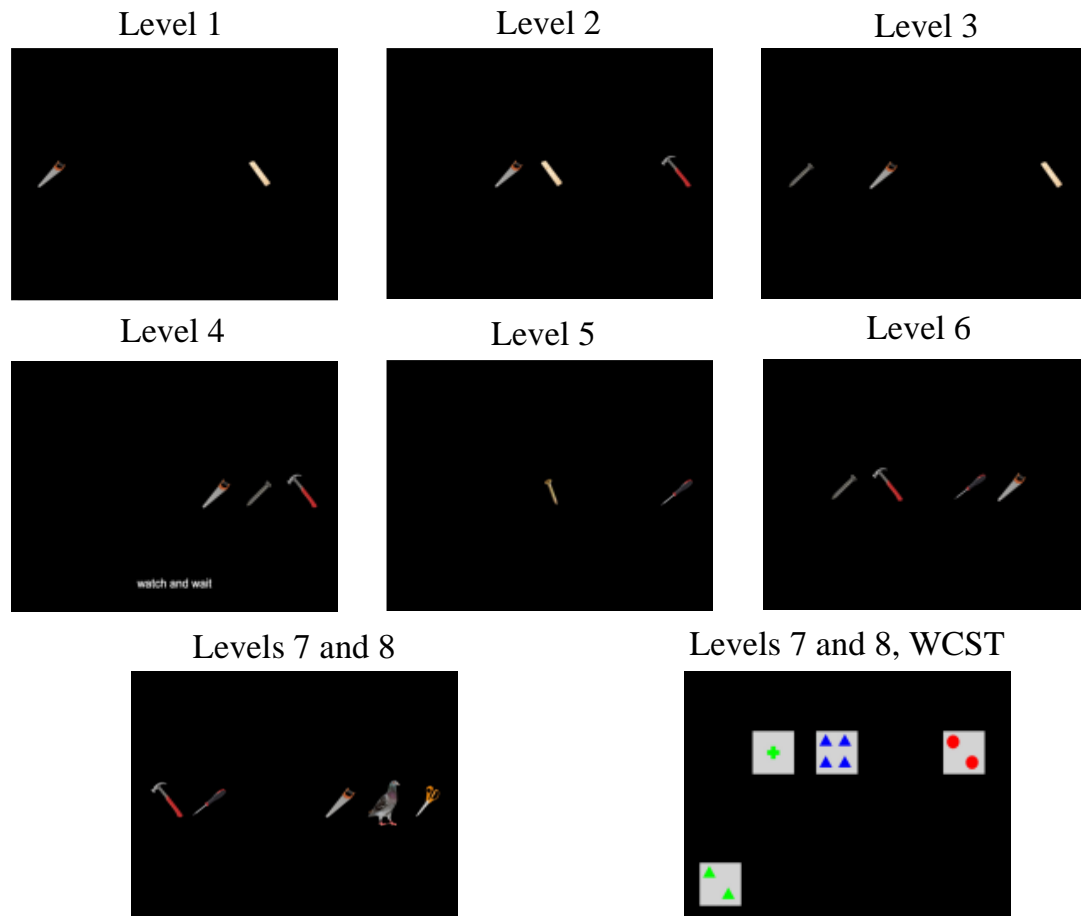 Level 1
Level 2
Level 3
Level 4
Level 5
Level 6
watch and wait
Levels 7 and 8
Levels 7 and 8, WCST